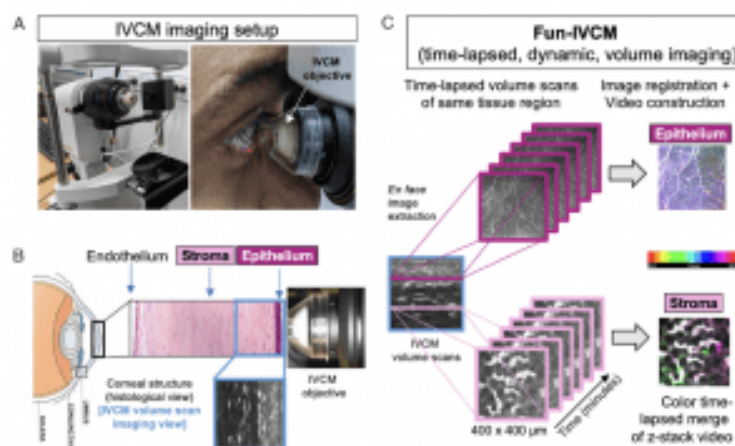 A
IVCM imaging setup
IVCM
objective
B
Endothelium
Stroma
Epithelium
Corneal structure
(histological view)
[IVCM volume scan
imaging view]
IVCM
objective
C
Fun-IVCM
(time-lapsed, dynamic, volume imaging)
Time-lapsed volume scans
of same tissue region
Image registration +
Video construction
Epithelium
En face
image
extraction
IVCM
volume scans
Stroma
400 x 400 µm
Time (minutes)
Color time-
lapsed merge
of z-stack video